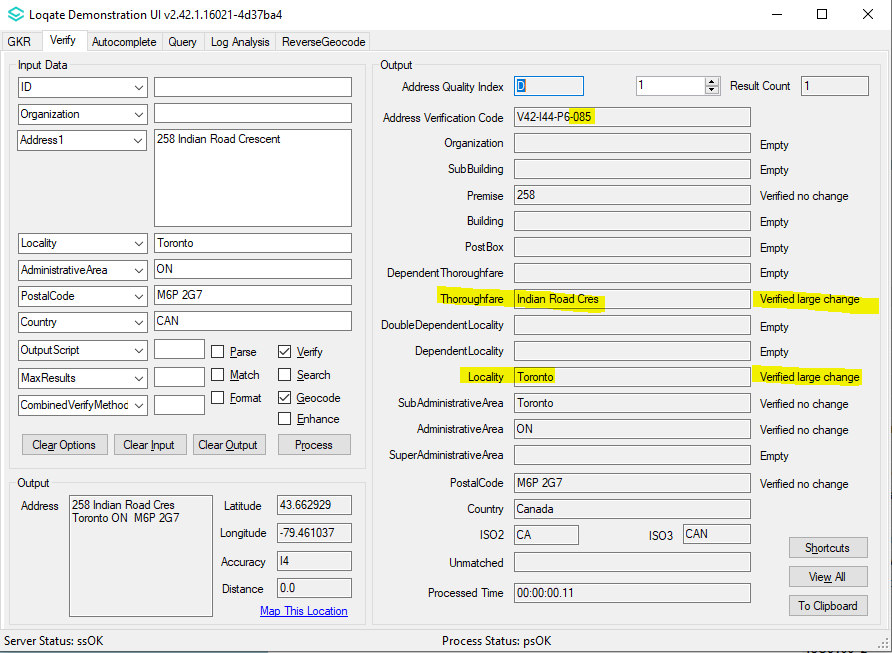 Loqate Demonstration UI v2.42.1.16021-4d37ba4
GKR Verify Autocomplete Query Log Analysis ReverseGeocode
Input Data
ID
Organization
Address1 258 Indian Road Crescent
Locality Toronto
AdministrativeArea ON
PostalCode M6P 2G7
Country CAN
OutputScript Parse Verify
MaxResults Match Search
CombinedVerifyMethod Format Geocode
Enhance
Clear Options Clear Input Clear Output Process
Output
Address 258 Indian Road Cres
Toronto ON M6P 2G7
Latitude 43.662929
Longitude -79.461037
Accuracy I4
Distance 0.0
Map This Location
Output
Address Quality Index D 1 Result Count 1
Address Verification Code V42-I44-P6-085
Organization Empty
SubBuilding Empty
Premise 258 Verified no change
Building Empty
PostBox Empty
DependentThoroughfare Empty
Thoroughfare Indian Road Cres Verified large change
DoubleDependentLocality Empty
DependentLocality Empty
Locality Toronto Verified large change
SubAdministrativeArea Toronto Verified no change
AdministrativeArea ON Verified no change
SuperAdministrativeArea Empty
PostalCode M6P 2G7 Verified no change
Country Canada
ISO2 CA ISO3 CAN
Unmatched
Processed Time 00:00:00.11
Shortcuts
View All
To Clipboard
Server Status: ssOK Process Status: psOK